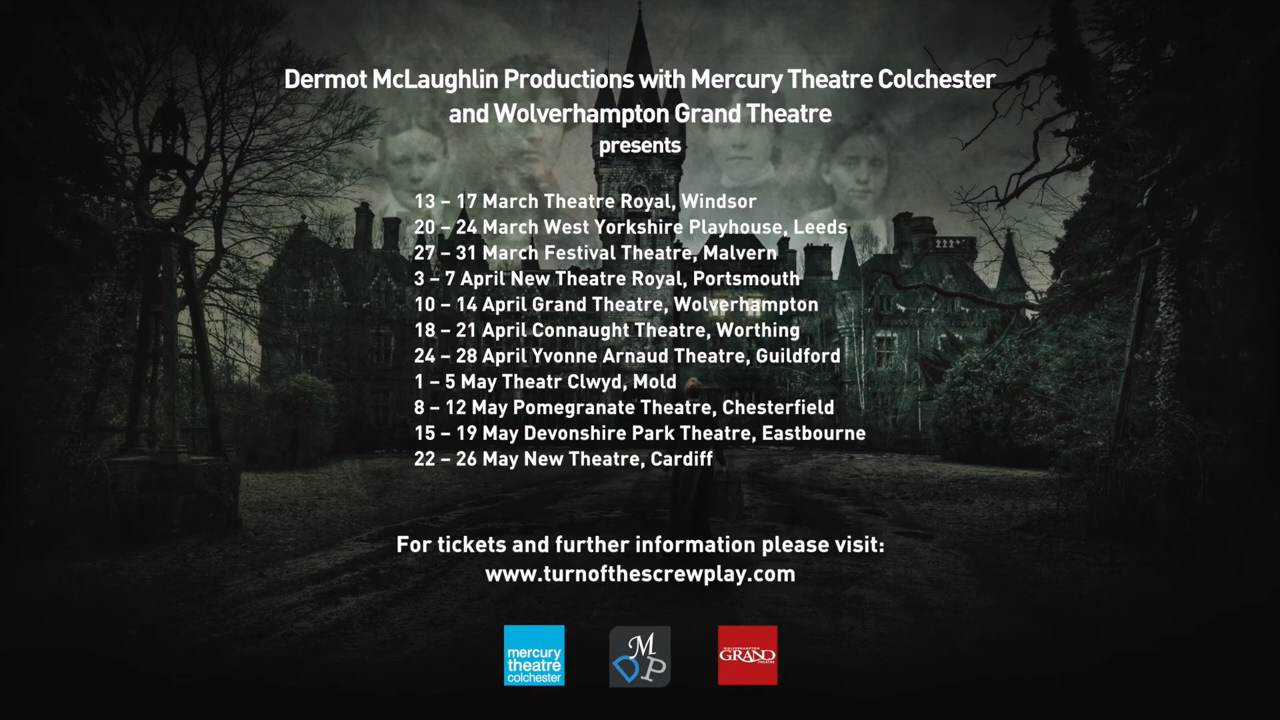 Dermot McLaughlin Productions with Mercury Theatre Colchester
and Wolverhampton Grand Theatre
presents
13 – 17 March Theatre Royal, Windsor
20 – 24 March West Yorkshire Playhouse, Leeds
27 – 31 March Festival Theatre, Malvern
3 – 7 April New Theatre Royal, Portsmouth
10 – 14 April Grand Theatre, Wolverhampton
18 – 21 April Connaught Theatre, Worthing
24 – 28 April Yvonne Arnaud Theatre, Guildford
1 – 5 May Theatr Clwyd, Mold
8 – 12 May Pomegranate Theatre, Chesterfield
15 – 19 May Devonshire Park Theatre, Eastbourne
22 – 26 May New Theatre, Cardiff
For tickets and further information please visit:
www.turnofthescrewplay.com
mercury
theatre
colchester
M
D P
WOLVERHAMPTON
GRAND
THEATRE